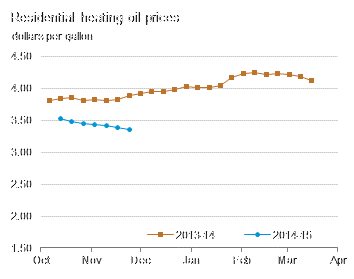 Residential heating oil prices
dollars per gallon
4.50
4.00
3.50
3.00
2.50
2.00
1.50
2013-14 2014-15
Oct Nov Dec Jan Feb Mar Apr